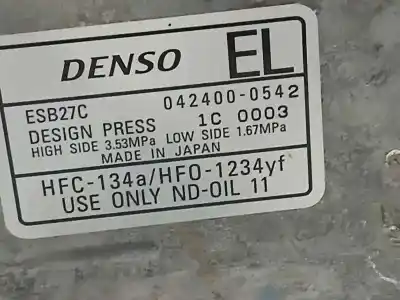 DENSO EL
ESB27C 042400-0542
DESIGN PRESS 1C 0003
HIGH SIDE 3.53MPa LOW SIDE 1.67MPa
MADE IN JAPAN
HFC-134a/HFO-1234yf
USE ONLY ND-OIL 11